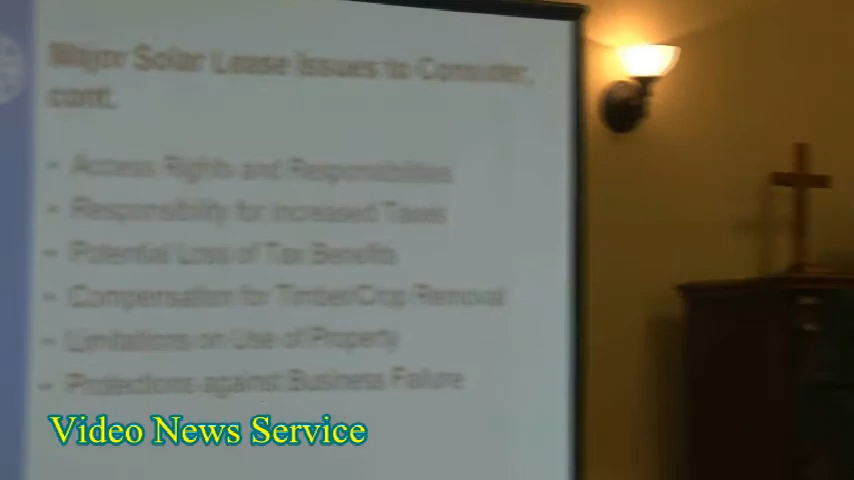 Major Solar Lease Issues to Consider,
cont.
- Access Rights and Responsibilities
- Responsibility for Increased Taxes
- Potential Loss of Tax Benefits
- Compensation for Timber/Crop Removal
- Limitations on Use of Property
- Protections against Business Failure
Video News Service